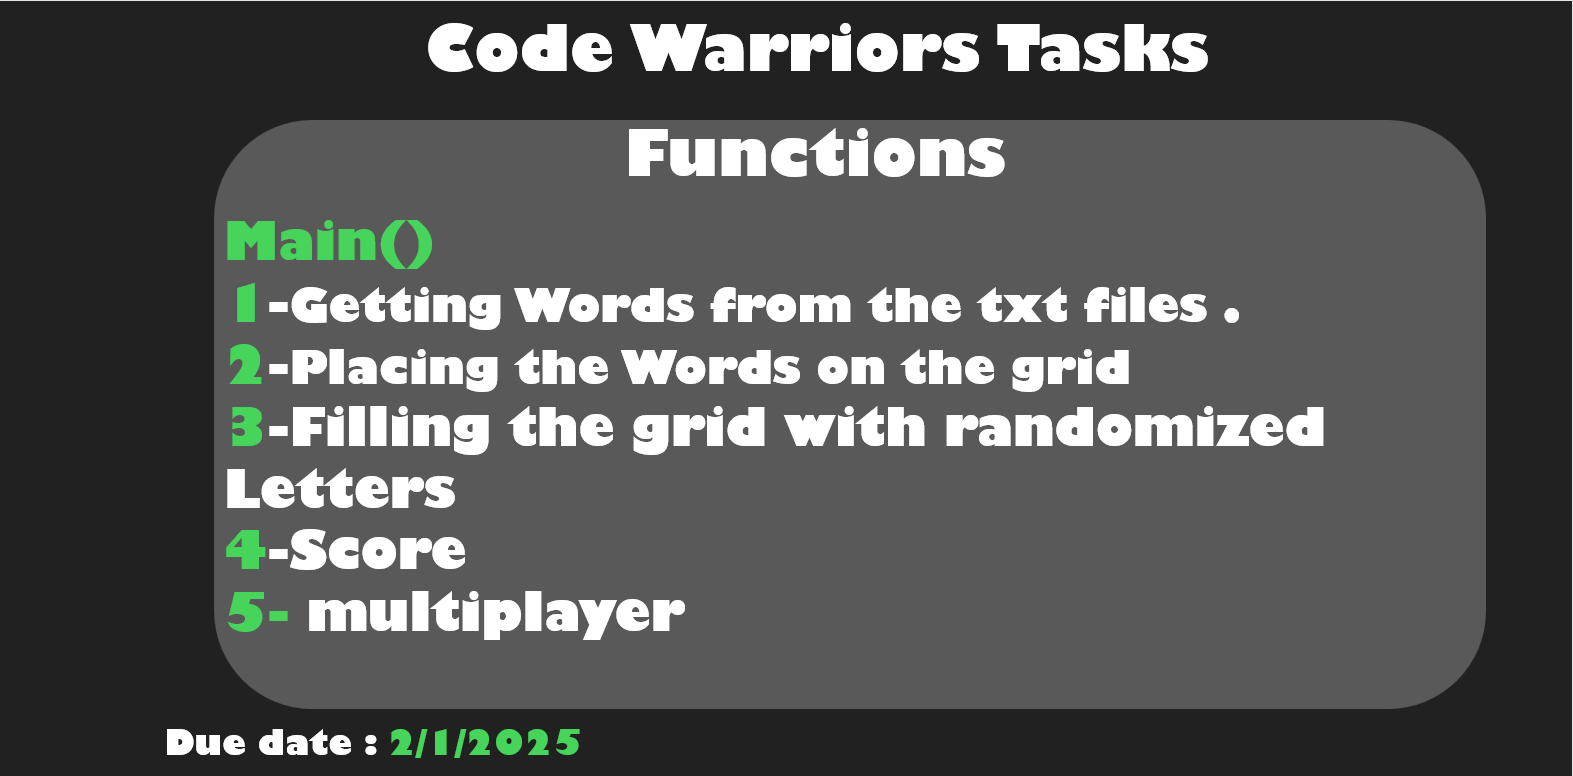 Code Warriors Tasks
Functions
Main()
1-Getting Words from the txt files .
2-Placing the Words on the grid
3-Filling the grid with randomized
Letters
4-Score
5- multiplayer
Due date : 2/1/2025